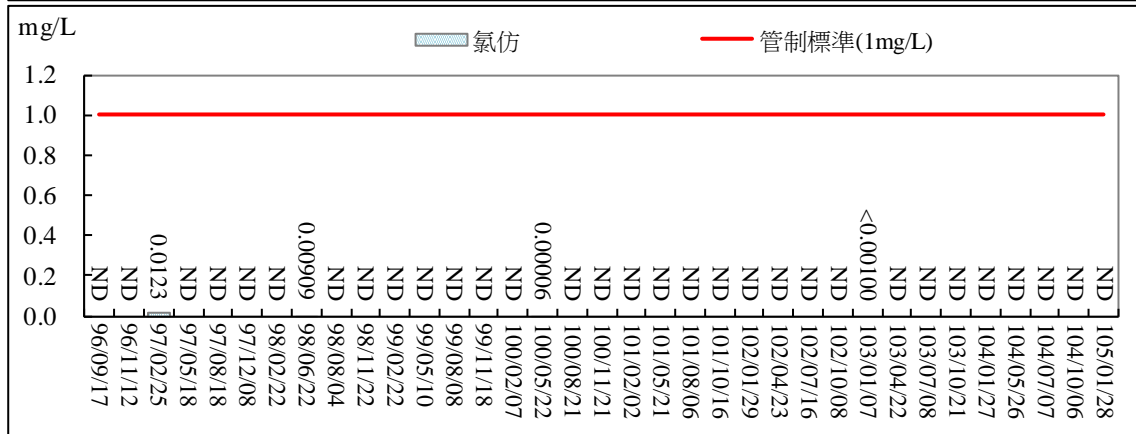 mg/L
氯仿
管制標準(1mg/L)
1.2
1.0
0.8
0.6
0.4
0.2
0.0
ND
ND
0.0123
ND
ND
ND
ND
0.00909
ND
ND
ND
ND
ND
ND
ND
0.00006
ND
ND
ND
ND
ND
ND
ND
ND
ND
ND
<0.00100
ND
ND
ND
ND
ND
ND
ND
ND
96/09/17
96/11/12
97/02/25
97/05/18
97/08/18
97/12/08
98/02/22
98/06/22
98/08/04
98/11/22
99/02/22
99/05/10
99/08/08
99/11/18
100/02/07
100/05/22
100/08/21
100/11/21
101/02/02
101/05/21
101/08/06
101/10/16
102/01/29
102/04/23
102/07/16
102/10/08
103/01/07
103/04/22
103/07/08
103/10/21
104/01/27
104/05/26
104/07/07
104/10/06
105/01/28